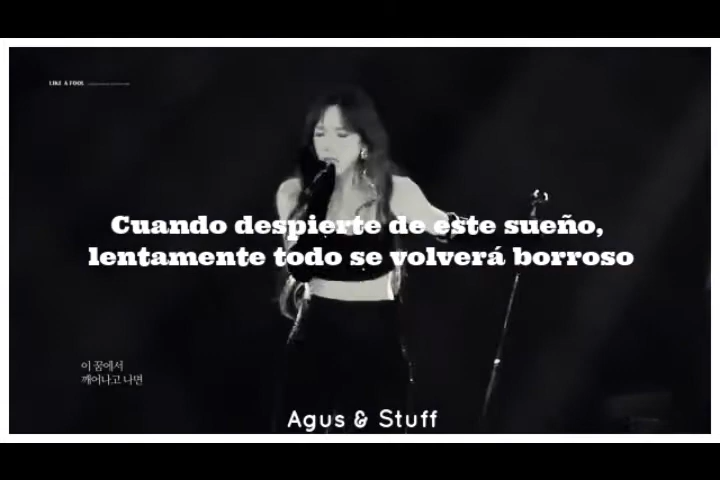 LIKE A FOOL
Cuando despierte de este sueño,
lentamente todo se volverá borroso
이 꿈에서
깨어나고 나면
Agus & Stuff